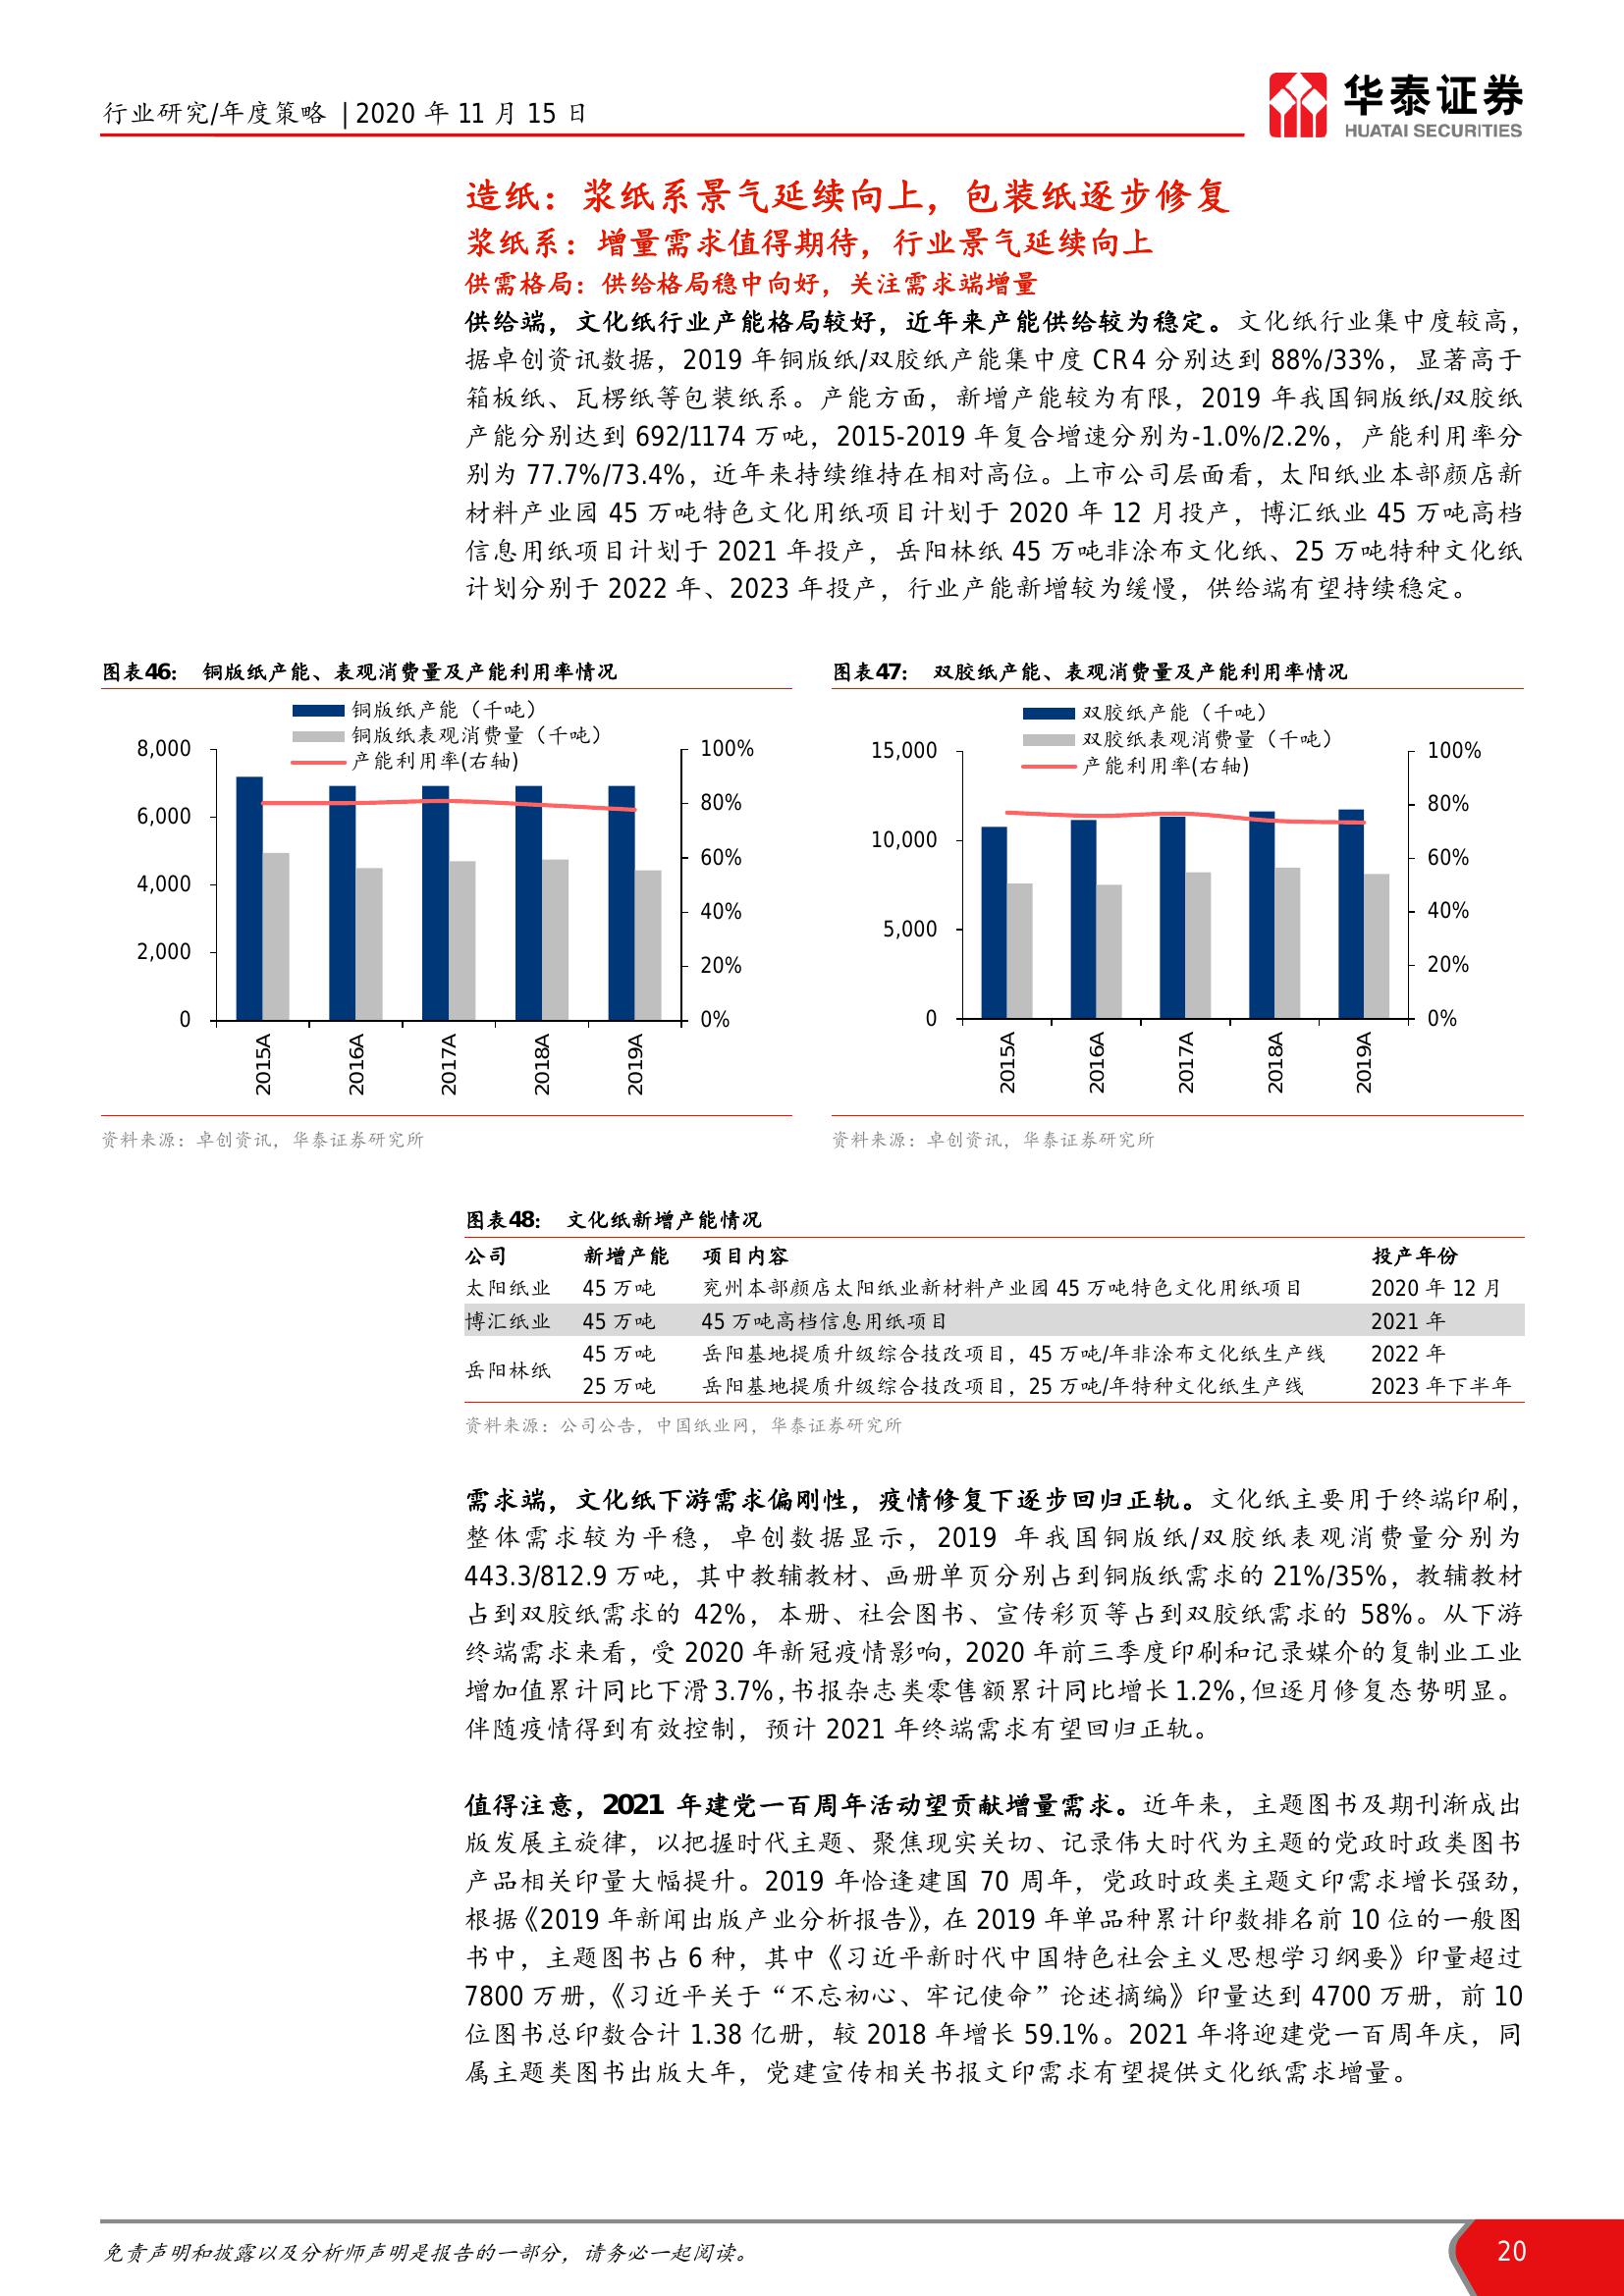 行业研究/年度策略 | 2020 年 11 月 15 日
华泰证券
HUATAI SECURITIES
造纸：浆纸系景气延续向上，包装纸逐步修复
浆纸系：增量需求值得期待，行业景气延续向上
供需格局：供给格局稳中向好，关注需求端增量
供给端，文化纸行业产能格局较好，近年来产能供给较为稳定。文化纸行业集中度较高，
据卓创资讯数据，2019 年铜版纸/双胶纸产能集中度 CR4 分别达到 88%/33%，显著高于
箱板纸、瓦楞纸等包装纸系。产能方面，新增产能较为有限，2019 年我国铜版纸/双胶纸
产能分别达到 692/1174 万吨，2015-2019 年复合增速分别为-1.0%/2.2%，产能利用率分
别为 77.7%/73.4%，近年来持续维持在相对高位。上市公司层面看，太阳纸业本部颜店新
材料产业园 45 万吨特色文化用纸项目计划于 2020 年 12 月投产，博汇纸业 45 万吨高档
信息用纸项目计划于 2021 年投产，岳阳林纸 45 万吨非涂布文化纸、25 万吨特种文化纸
计划分别于 2022 年、2023 年投产，行业产能新增较为缓慢，供给端有望持续稳定。
图表46： 铜版纸产能、表观消费量及产能利用率情况
铜版纸产能（千吨）
铜版纸表观消费量（千吨）
产能利用率(右轴)
8,000
6,000
4,000
2,000
0
100%
80%
60%
40%
20%
0%
2015A
2016A
2017A
2018A
2019A
资料来源：卓创资讯，华泰证券研究所
图表47： 双胶纸产能、表观消费量及产能利用率情况
双胶纸产能（千吨）
双胶纸表观消费量（千吨）
产能利用率(右轴)
15,000
10,000
5,000
0
100%
80%
60%
40%
20%
0%
2015A
2016A
2017A
2018A
2019A
资料来源：卓创资讯，华泰证券研究所
图表48： 文化纸新增产能情况
公司 新增产能 项目内容 投产年份
太阳纸业 45 万吨 兖州本部颜店太阳纸业新材料产业园 45 万吨特色文化用纸项目 2020 年 12 月
博汇纸业 45 万吨 45 万吨高档信息用纸项目 2021 年
岳阳林纸 45 万吨 岳阳基地提质升级综合技改项目，45 万吨/年非涂布文化纸生产线 2022 年
25 万吨 岳阳基地提质升级综合技改项目，25 万吨/年特种文化纸生产线 2023 年下半年
资料来源：公司公告，中国纸业网，华泰证券研究所
需求端，文化纸下游需求偏刚性，疫情修复下逐步回归正轨。文化纸主要用于终端印刷，
整体需求较为平稳，卓创数据显示，2019 年我国铜版纸/双胶纸表观消费量分别为
443.3/812.9 万吨，其中教辅教材、画册单页分别占到铜版纸需求的 21%/35%，教辅教材
占到双胶纸需求的 42%，本册、社会图书、宣传彩页等占到双胶纸需求的 58%。从下游
终端需求来看，受 2020 年新冠疫情影响，2020 年前三季度印刷和记录媒介的复制业工业
增加值累计同比下滑 3.7%，书报杂志类零售额累计同比增长 1.2%，但逐月修复态势明显。
伴随疫情得到有效控制，预计 2021 年终端需求有望回归正轨。
值得注意，2021 年建党一百周年活动望贡献增量需求。近年来，主题图书及期刊渐成出
版发展主旋律，以把握时代主题、聚焦现实关切、记录伟大时代为主题的党政时政类图书
产品相关印量大幅提升。2019 年恰逢建国 70 周年，党政时政类主题文印需求增长强劲，
根据《2019 年新闻出版产业分析报告》，在 2019 年单品种累计印数排名前 10 位的一般图
书中，主题图书占 6 种，其中《习近平新时代中国特色社会主义思想学习纲要》印量超过
7800 万册，《习近平关于“不忘初心、牢记使命”论述摘编》印量达到 4700 万册，前 10
位图书总印数合计 1.38 亿册，较 2018 年增长 59.1%。2021 年将迎建党一百周年庆，同
属主题类图书出版大年，党建宣传相关书报文印需求有望提供文化纸需求增量。
免责声明和披露以及分析师声明是报告的一部分，请务必一起阅读。
20